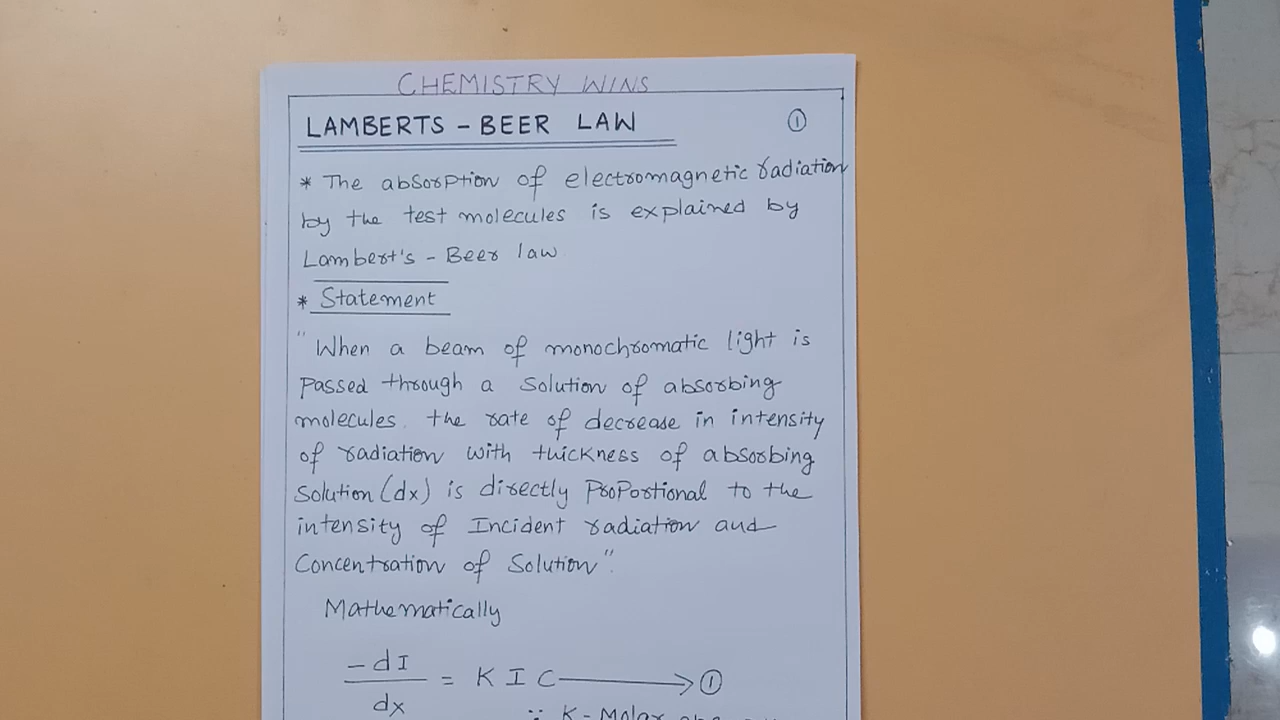 CHEMISTRY WINS
LAMBERTS - BEER LAW ①
* The absorption of electromagnetic radiation
by the test molecules is explained by
Lambert's - Beer law
* Statement
"When a beam of monochromatic light is
passed through a solution of absorbing
molecules. the rate of decrease in intensity
of radiation with thickness of absorbing
solution (dx) is directly proportional to the
intensity of Incident radiation and
Concentration of Solution".
Mathematically
-dI
dx = K I C ⟶ ①
∵ K - Molar